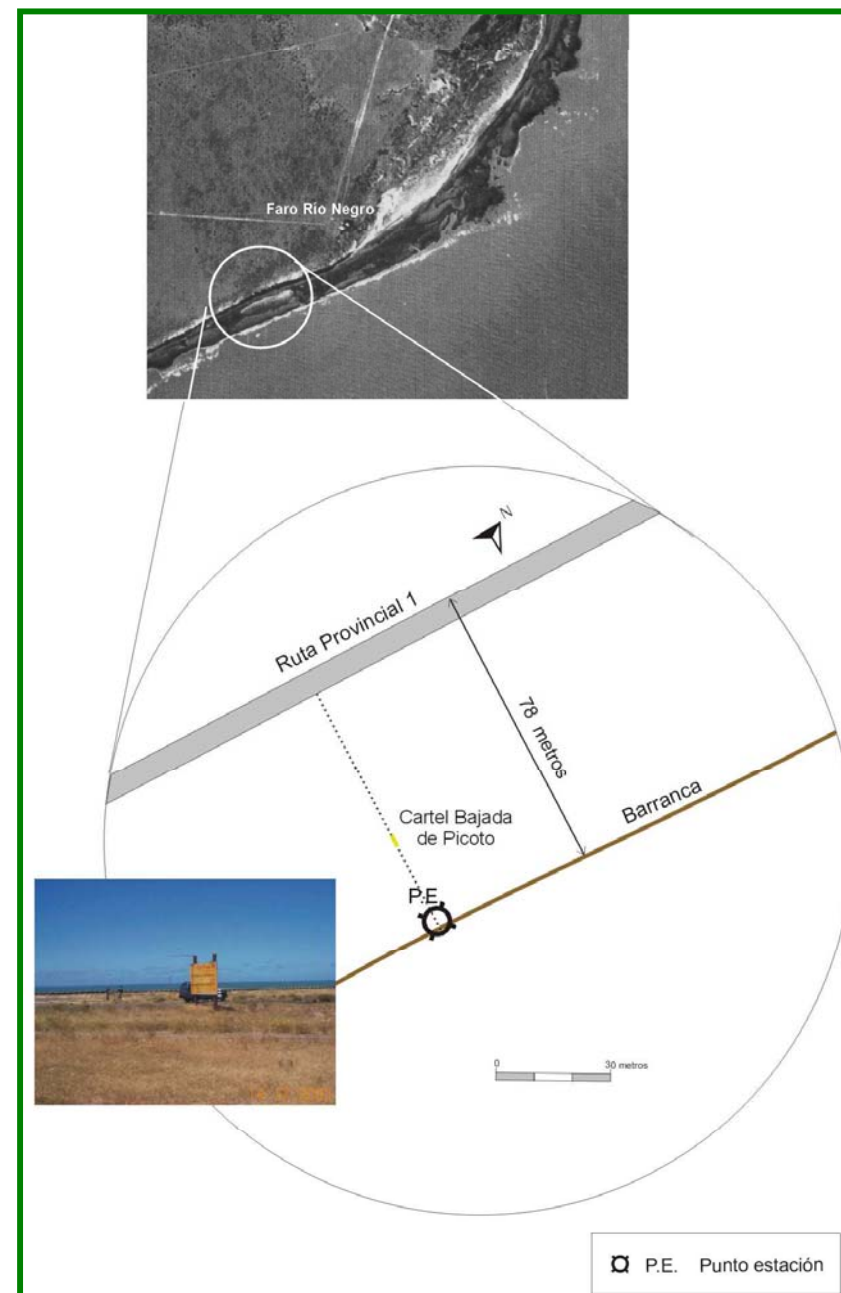 Faro Río Negro
N
Ruta Provincial 1
78 metros
Cartel Bajada
de Picoto
Barranca
P.E
0
30 metros
P.E. Punto estación